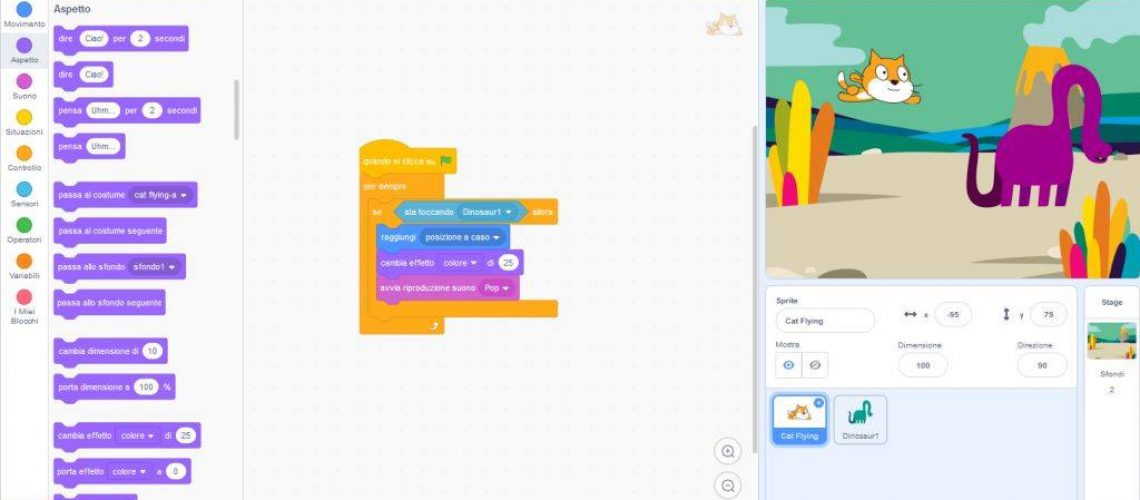 Movimento
Aspetto
Suono
Situazioni
Controllo
Sensori
Operatori
Variabili
I Miei
Blocchi
Aspetto
dire Ciao! per 2 secondi
dire Ciao!
pensa Uhm... per 2 secondi
pensa Uhm...
passa al costume cat flying-a
passa al costume seguente
passa allo sfondo sfondo1
passa allo sfondo seguente
cambia dimensione di 10
porta dimensione a 100 %
cambia effetto colore di 25
porta effetto colore a 0
quando si clicca su
per sempre
se sta toccando Dinosaur1 allora
raggiungi posizione a caso
cambia effetto colore di 25
avvia riproduzione suono Pop
Sprite
Cat Flying
x -95
y 79
Mostra
Dimensione
100
Direzione
90
Cat Flying
Dinosaur1
Stage
Sfondi
2